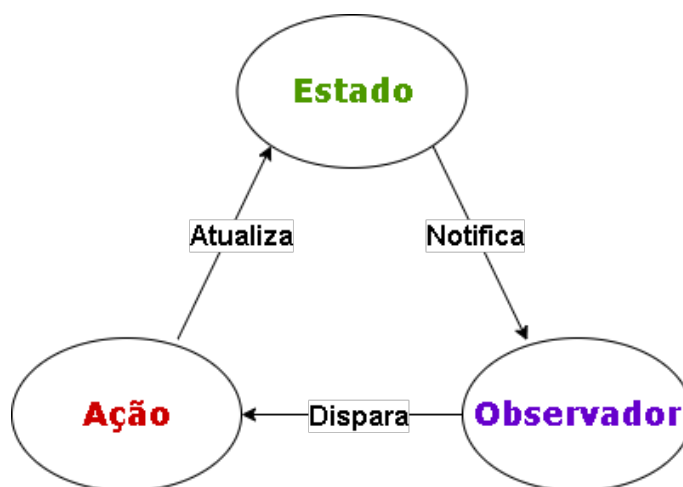 Estado
Atualiza
Notifica
Ação
Dispara
Observador